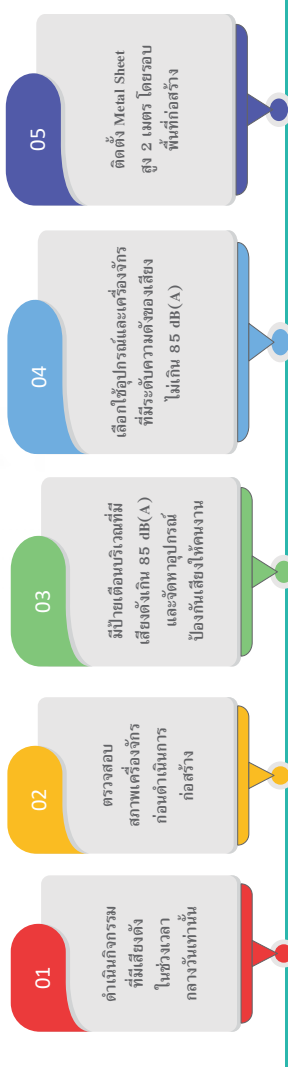 01
ดำเนินกิจกรรม
ที่มีเสียงดัง
ในช่วงเวลา
กลางวันเท่านั้น
02
ตรวจสอบ
สภาพเครื่องจักร
ก่อนดำเนินการ
ก่อสร้าง
03
มีป้ายเตือนบริเวณที่มี
เสียงดังเกิน 85 dB(A)
และจัดหาอุปกรณ์
ป้องกันเสียงให้คนงาน
04
เลือกใช้อุปกรณ์และเครื่องจักร
ที่มีระดับความดังของเสียง
ไม่เกิน 85 dB(A)
05
ติดตั้ง Metal Sheet
สูง 2 เมตร โดยรอบ
พื้นที่ก่อสร้าง